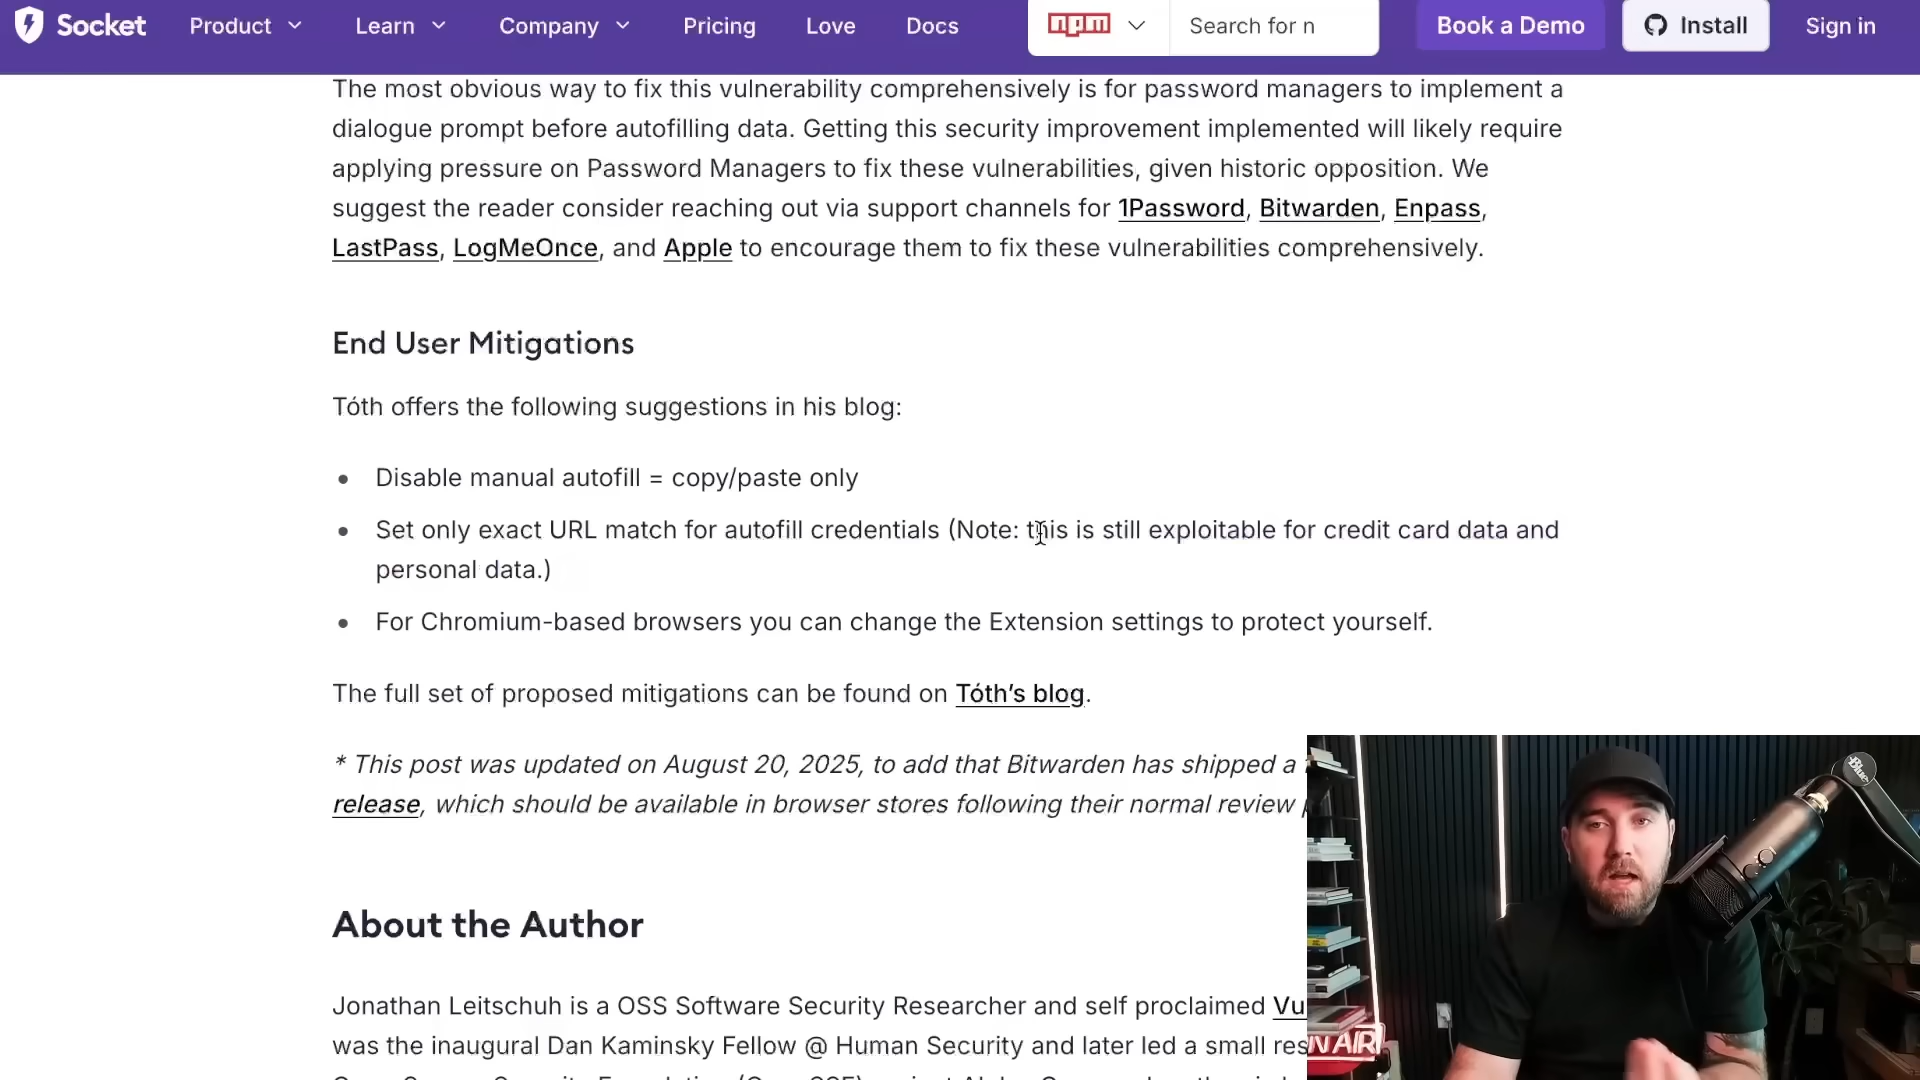 Socket Product Learn Company Pricing Love Docs npm Search for n Book a Demo Install Sign in
The most obvious way to fix this vulnerability comprehensively is for password managers to implement a
dialogue prompt before autofilling data. Getting this security improvement implemented will likely require
applying pressure on Password Managers to fix these vulnerabilities, given historic opposition. We
suggest the reader consider reaching out via support channels for 1Password, Bitwarden, Enpass,
LastPass, LogMeOnce, and Apple to encourage them to fix these vulnerabilities comprehensively.
End User Mitigations
Tóth offers the following suggestions in his blog:
• Disable manual autofill = copy/paste only
• Set only exact URL match for autofill credentials (Note: this is still exploitable for credit card data and
personal data.)
• For Chromium-based browsers you can change the Extension settings to protect yourself.
The full set of proposed mitigations can be found on Tóth’s blog.
* This post was updated on August 20, 2025, to add that Bitwarden has shipped a
release, which should be available in browser stores following their normal review
Blue
About the Author
Jonathan Leitschuh is a OSS Software Security Researcher and self proclaimed Vu
was the inaugural Dan Kaminsky Fellow @ Human Security and later led a small res
N AIR